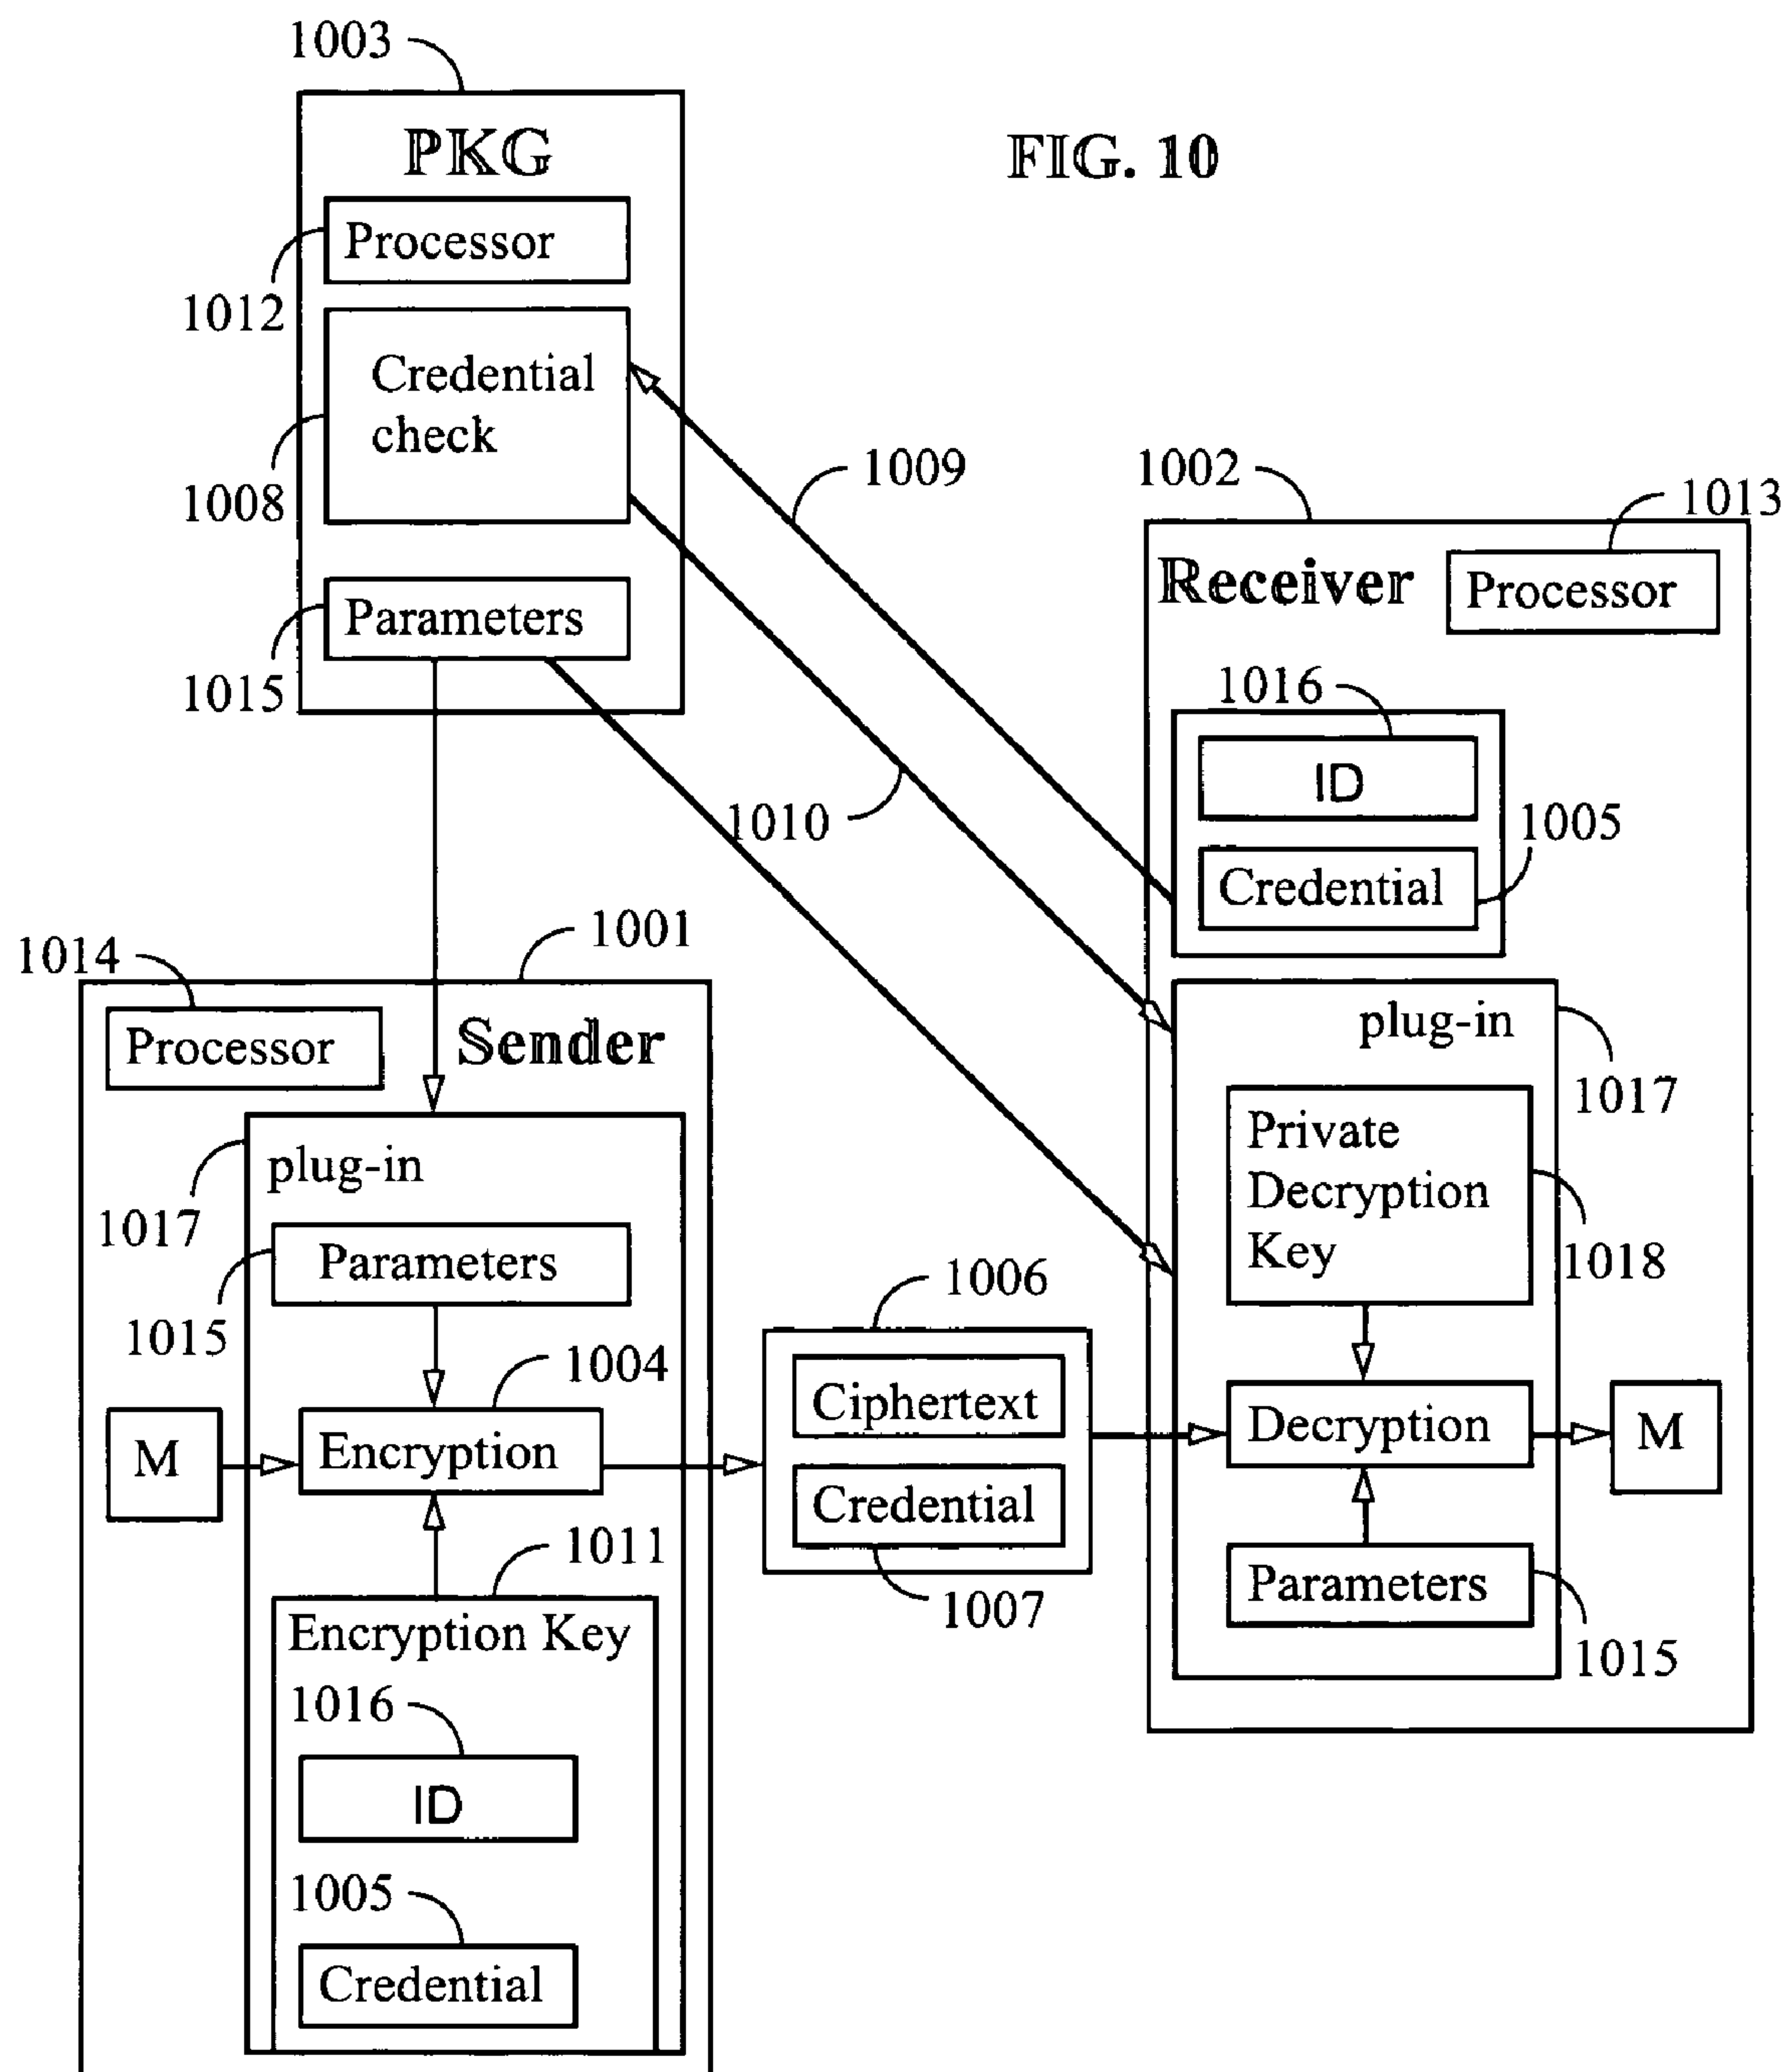 1003
PKG
FIG. 10
Processor
1012
Credential
check
1008
1009
1002
1013
Receiver
Processor
Parameters
1015
1016
ID
1010
1005
Credential
1001
1014
Processor
Sender
plug-in
1017
Private
Decryption
Key
1018
plug-in
1017
Parameters
1015
1006
1004
Ciphertext
M
Encryption
Decryption
M
Credential
1007
1011
Parameters
1015
Encryption Key
1016
ID
1005
Credential